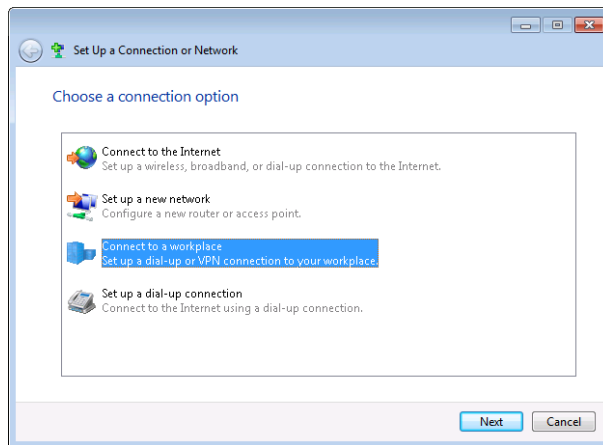 Set Up a Connection or Network
Choose a connection option
Connect to the Internet
Set up a wireless, broadband, or dial-up connection to the Internet.
Set up a new network
Configure a new router or access point.
Connect to a workplace
Set up a dial-up or VPN connection to your workplace.
Set up a dial-up connection
Connect to the Internet using a dial-up connection.
Next Cancel